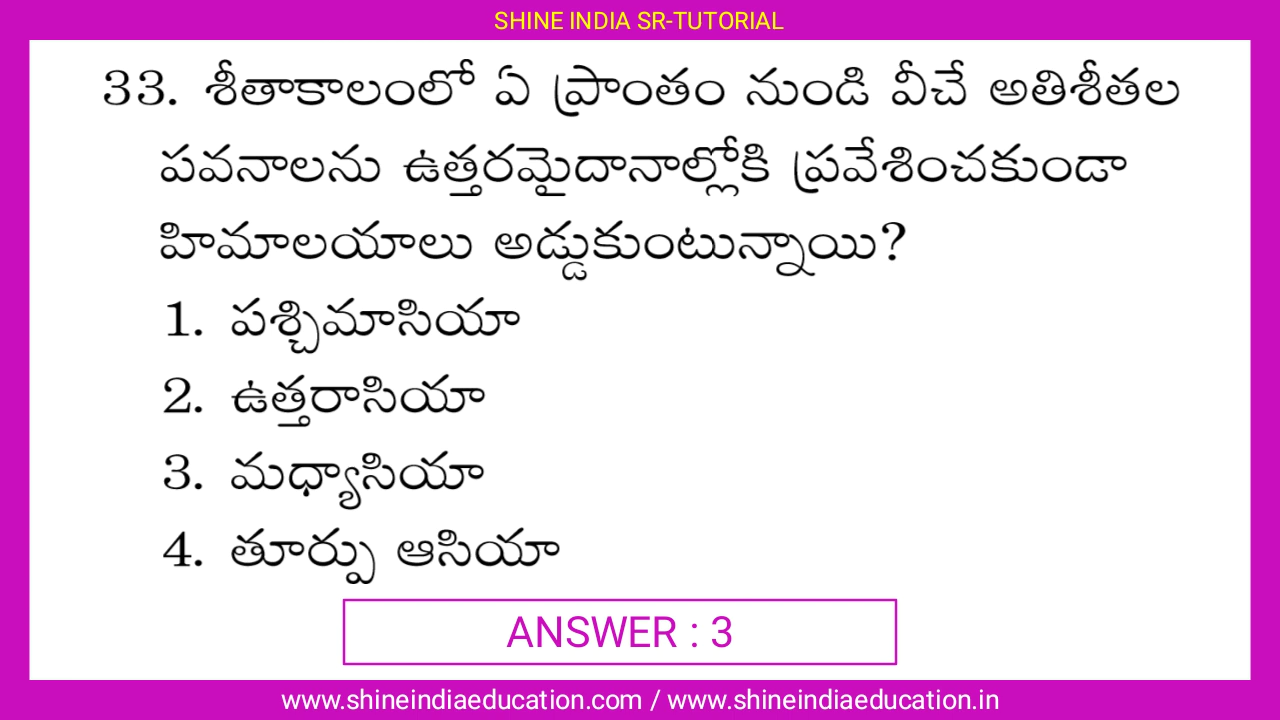 SHINE INDIA SR-TUTORIAL
33. శీతాకాలంలో ఏ ప్రాంతం నుండి వీచే అతిశీతల
పవనాలను ఉత్తరమైదానాల్లోకి ప్రవేశించకుండా
హిమాలయాలు అడ్డుకుంటున్నాయి?
1. పశ్చిమాసియా
2. ఉత్తరాసియా
3. మధ్యాసియా
4. తూర్పు ఆసియా
ANSWER : 3
www.shineindiaeducation.com / www.shineindiaeducation.in